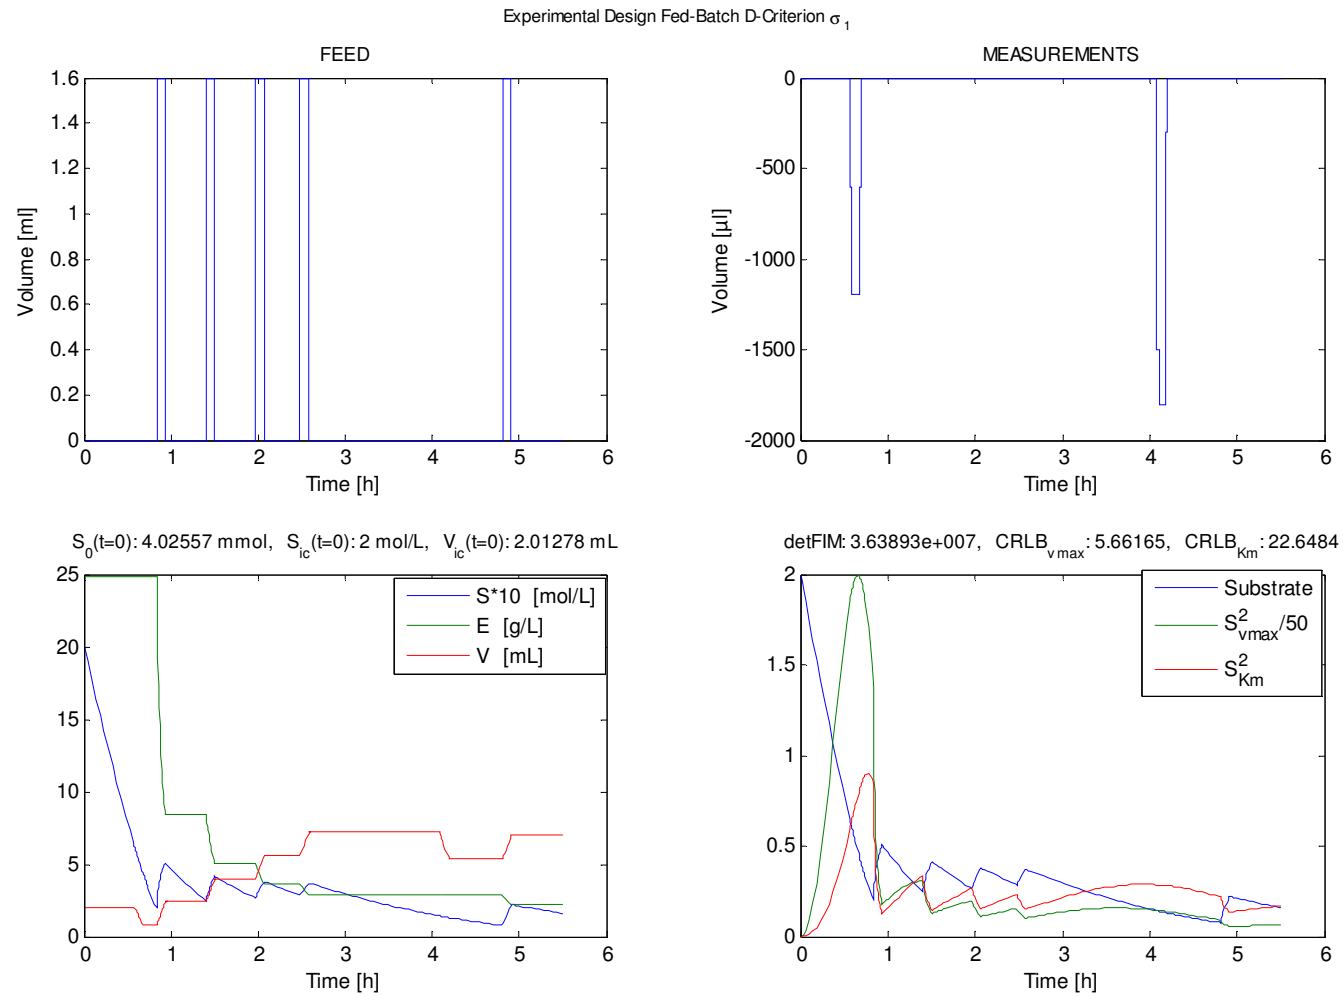 Experimental Design Fed-Batch D-Criterion σ1
FEED
1.6
1.4
1.2
1
0.8
0.6
0.4
0.2
0
Volume [ml]
0 1 2 3 4 5 6
Time [h]
MEASUREMENTS
0
-500
-1000
-1500
-2000
Volume [µl]
0 1 2 3 4 5 6
Time [h]
S0(t=0): 4.02557 mmol, Sic(t=0): 2 mol/L, Vic(t=0): 2.01278 mL
25
20
15
10
5
0
S*10 [mol/L]
E [g/L]
V [mL]
0 1 2 3 4 5 6
Time [h]
detFIM: 3.63893e+007, CRLBvmax: 5.66165, CRLBKm: 22.6484
2
1.5
1
0.5
0
Substrate
S²vmax/50
S²Km
0 1 2 3 4 5 6
Time [h]